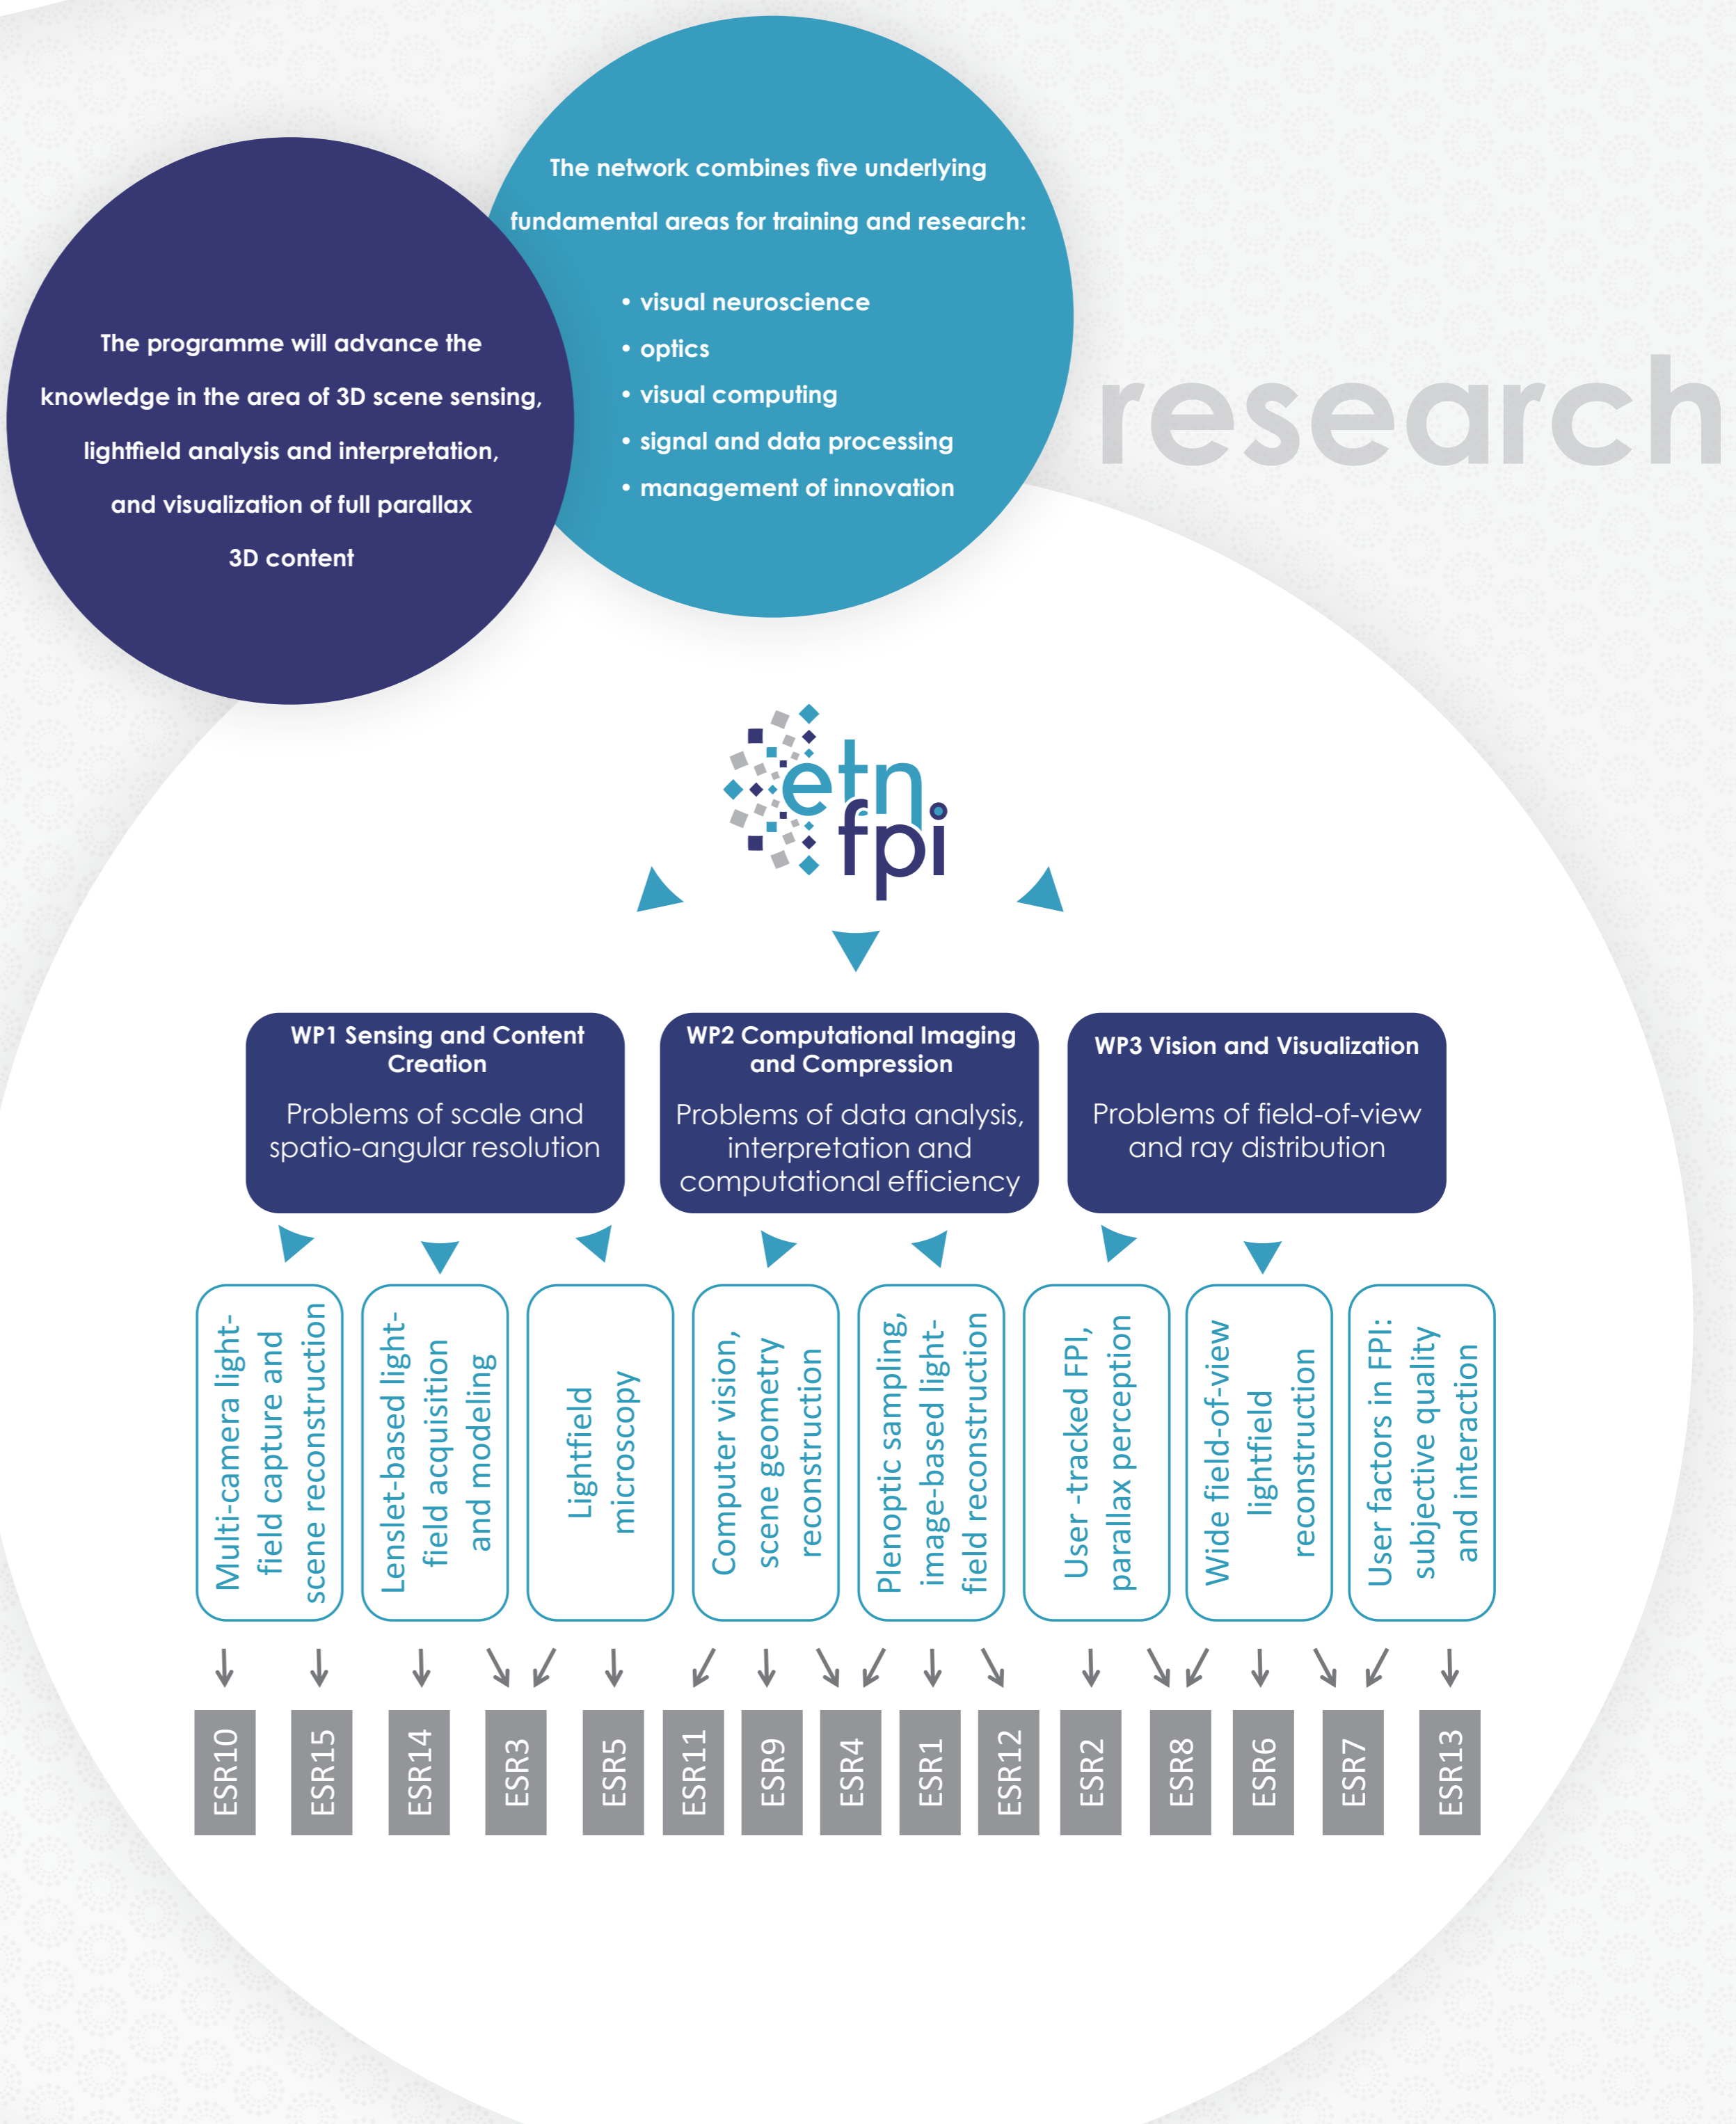 The programme will advance the
knowledge in the area of 3D scene sensing,
lightfield analysis and interpretation,
and visualization of full parallax
3D content
The network combines five underlying
fundamental areas for training and research:
• visual neuroscience
• optics
• visual computing
• signal and data processing
• management of innovation
research
etn
fpi
WP1 Sensing and Content
Creation
Problems of scale and
spatio-angular resolution
WP2 Computational Imaging
and Compression
Problems of data analysis,
interpretation and
computational efficiency
WP3 Vision and Visualization
Problems of field-of-view
and ray distribution
Multi-camera light-
field capture and
scene reconstruction
Lenslet-based light-
field acquisition
and modeling
Lightfield
microscopy
Computer vision,
scene geometry
reconstruction
Plenoptic sampling,
image-based light-
field reconstruction
User -tracked FPI,
parallax perception
Wide field-of-view
lightfield
reconstruction
User factors in FPI:
subjective quality
and interaction
ESR10
ESR15
ESR14
ESR3
ESR5
ESR11
ESR9
ESR4
ESR1
ESR12
ESR2
ESR8
ESR6
ESR7
ESR13